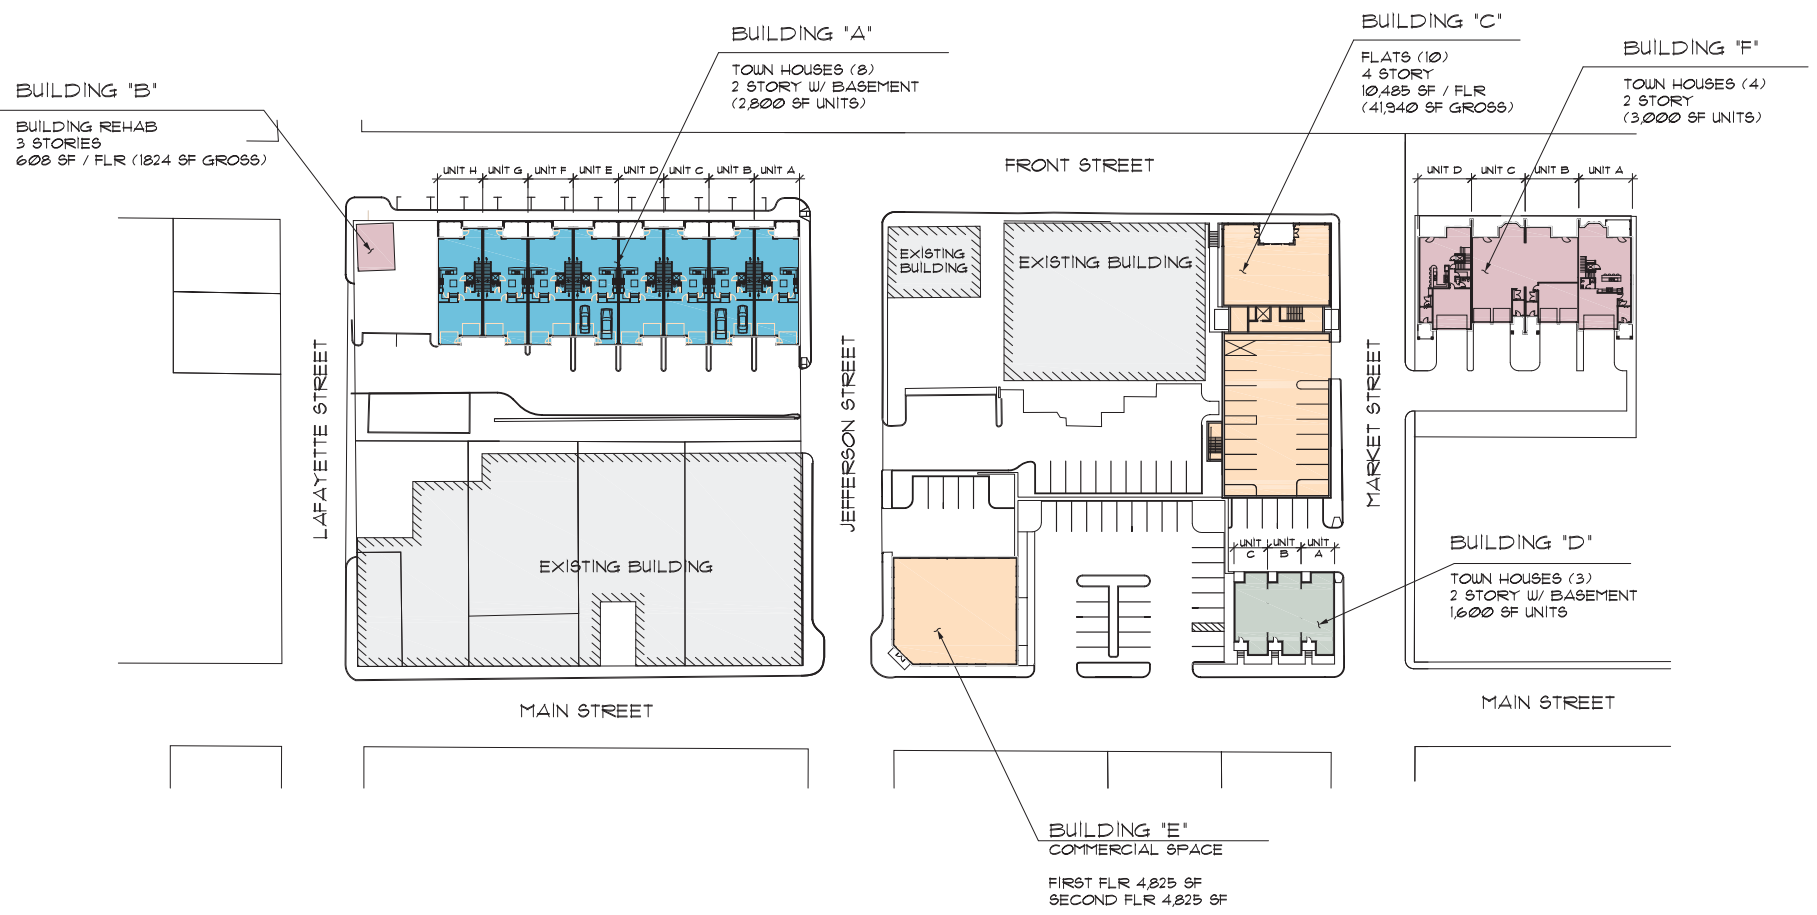 BUILDING "B"
BUILDING REHAB
3 STORIES
608 SF / FLR (1824 SF GROSS)
BUILDING "A"
TOWN HOUSES (8)
2 STORY W/ BASEMENT
(2,800 SF UNITS)
BUILDING "C"
FLATS (10)
4 STORY
10,485 SF / FLR
(41,940 SF GROSS)
BUILDING "F"
TOWN HOUSES (4)
2 STORY
(3,000 SF UNITS)
FRONT STREET
UNIT H UNIT G UNIT F UNIT E UNIT D UNIT C UNIT B UNIT A
UNIT D UNIT C UNIT B UNIT A
EXISTING
BUILDING
EXISTING BUILDING
LAFAYETTE STREET
JEFFERSON STREET
MARKET STREET
EXISTING BUILDING
UNIT C UNIT B UNIT A
BUILDING "D"
TOWN HOUSES (3)
2 STORY W/ BASEMENT
1,600 SF UNITS
MAIN STREET
MAIN STREET
BUILDING "E"
COMMERCIAL SPACE
FIRST FLR 4,825 SF
SECOND FLR 4,825 SF